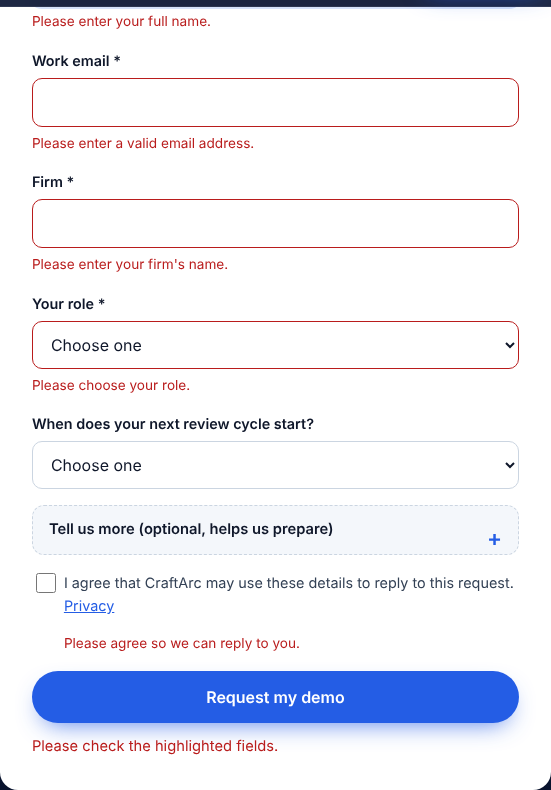 Please enter your full name.
Work email *
Please enter a valid email address.
Firm *
Please enter your firm's name.
Your role *
Choose one
Please choose your role.
When does your next review cycle start?
Choose one
Tell us more (optional, helps us prepare)
+
I agree that CraftArc may use these details to reply to this request.
Privacy
Please agree so we can reply to you.
Request my demo
Please check the highlighted fields.